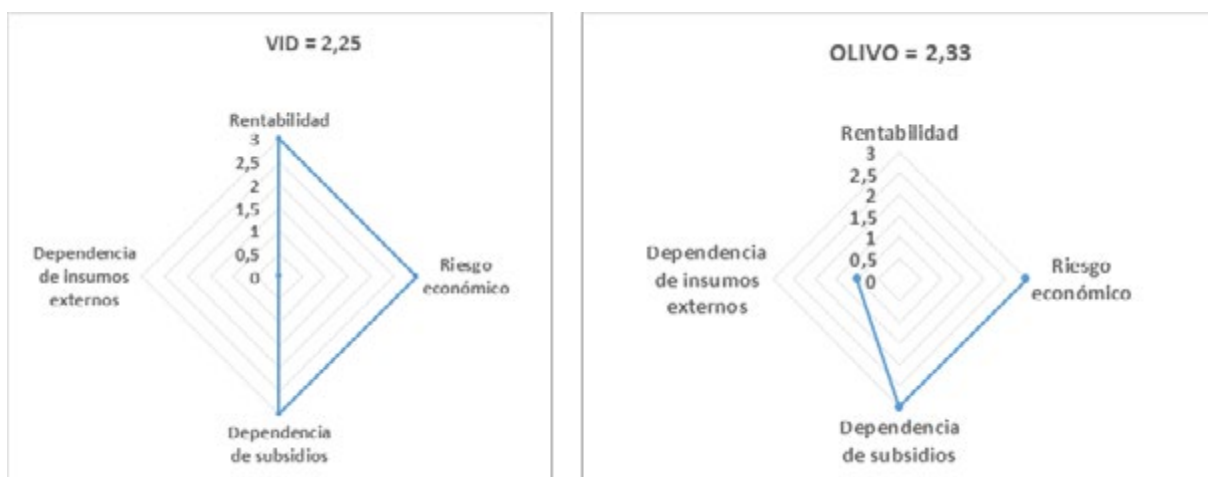 VID = 2,25
Rentabilidad
3
2,5
2
1,5
1
0,5
0
Dependencia
de insumos
externos
Riesgo
económico
Dependencia
de subsidios
OLIVO = 2,33
Rentabilidad
3
2,5
2
1,5
1
0,5
0
Dependencia
de insumos
externos
Riesgo
económico
Dependencia
de subsidios